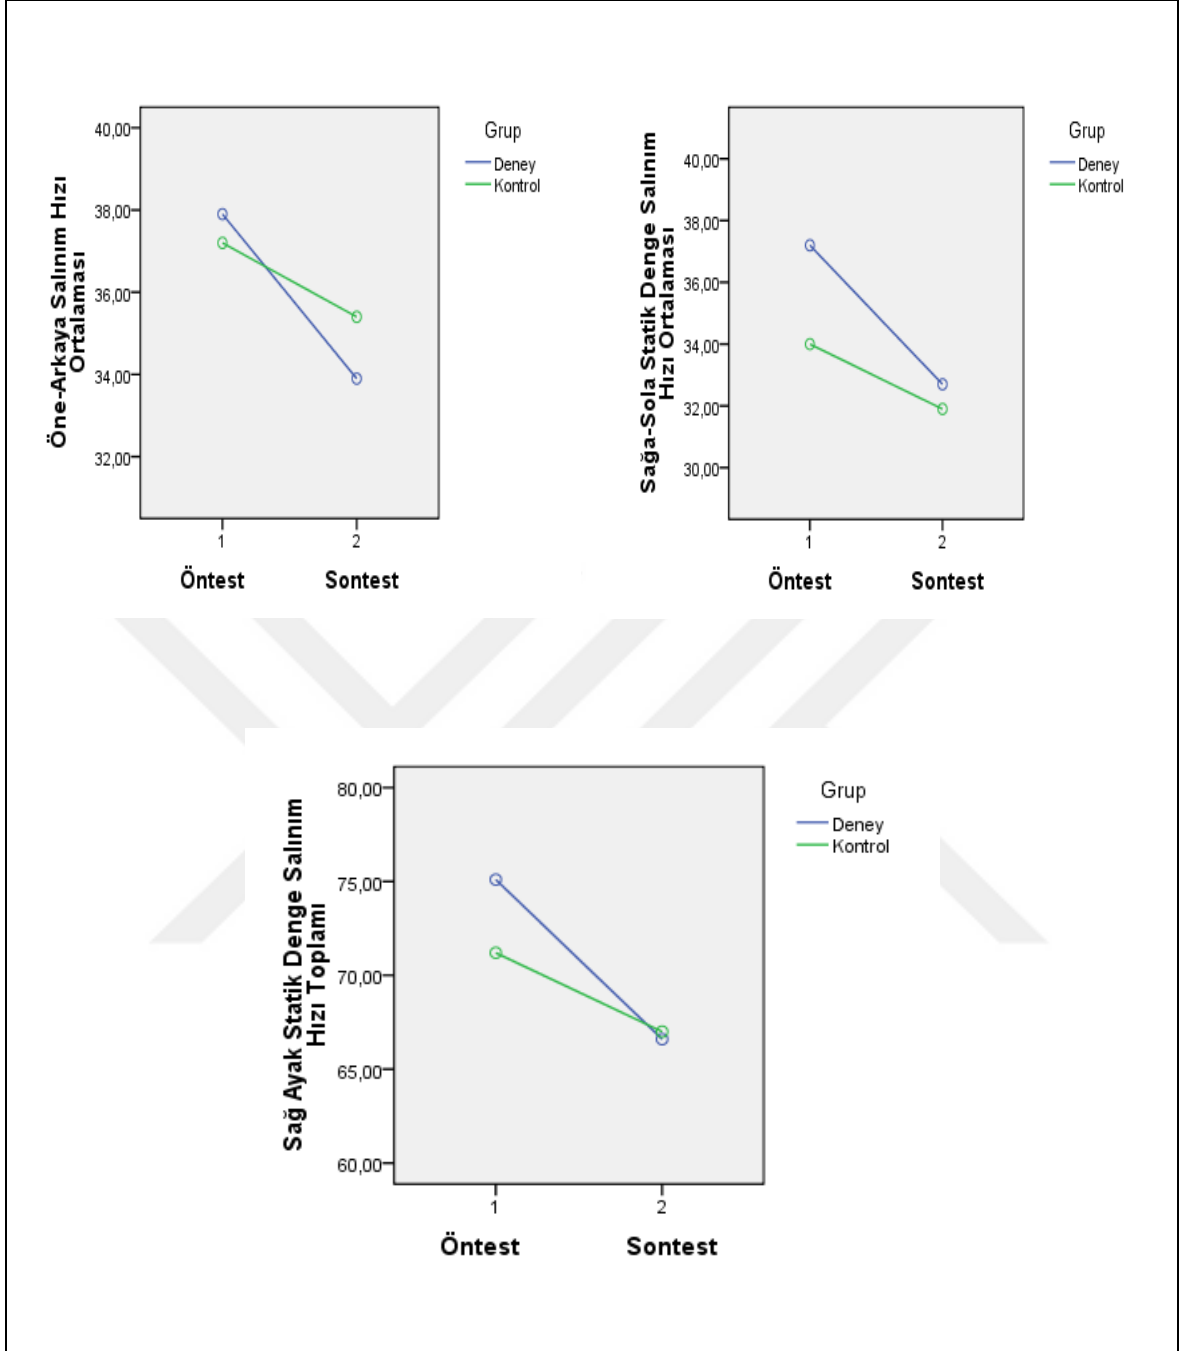 Öne-Arkaya Salınım Hızı
Ortalaması
40,00
38,00
36,00
34,00
32,00
1
2
Öntest
Sontest
Grup
Deney
Kontrol
Sağa-Sola Statik Denge Salınım
Hızı Ortalaması
40,00
38,00
36,00
34,00
32,00
30,00
1
2
Öntest
Sontest
Grup
Deney
Kontrol
Sağ Ayak Statik Denge Salınım
Hızı Toplamı
80,00
75,00
70,00
65,00
60,00
1
2
Öntest
Sontest
Grup
Deney
Kontrol